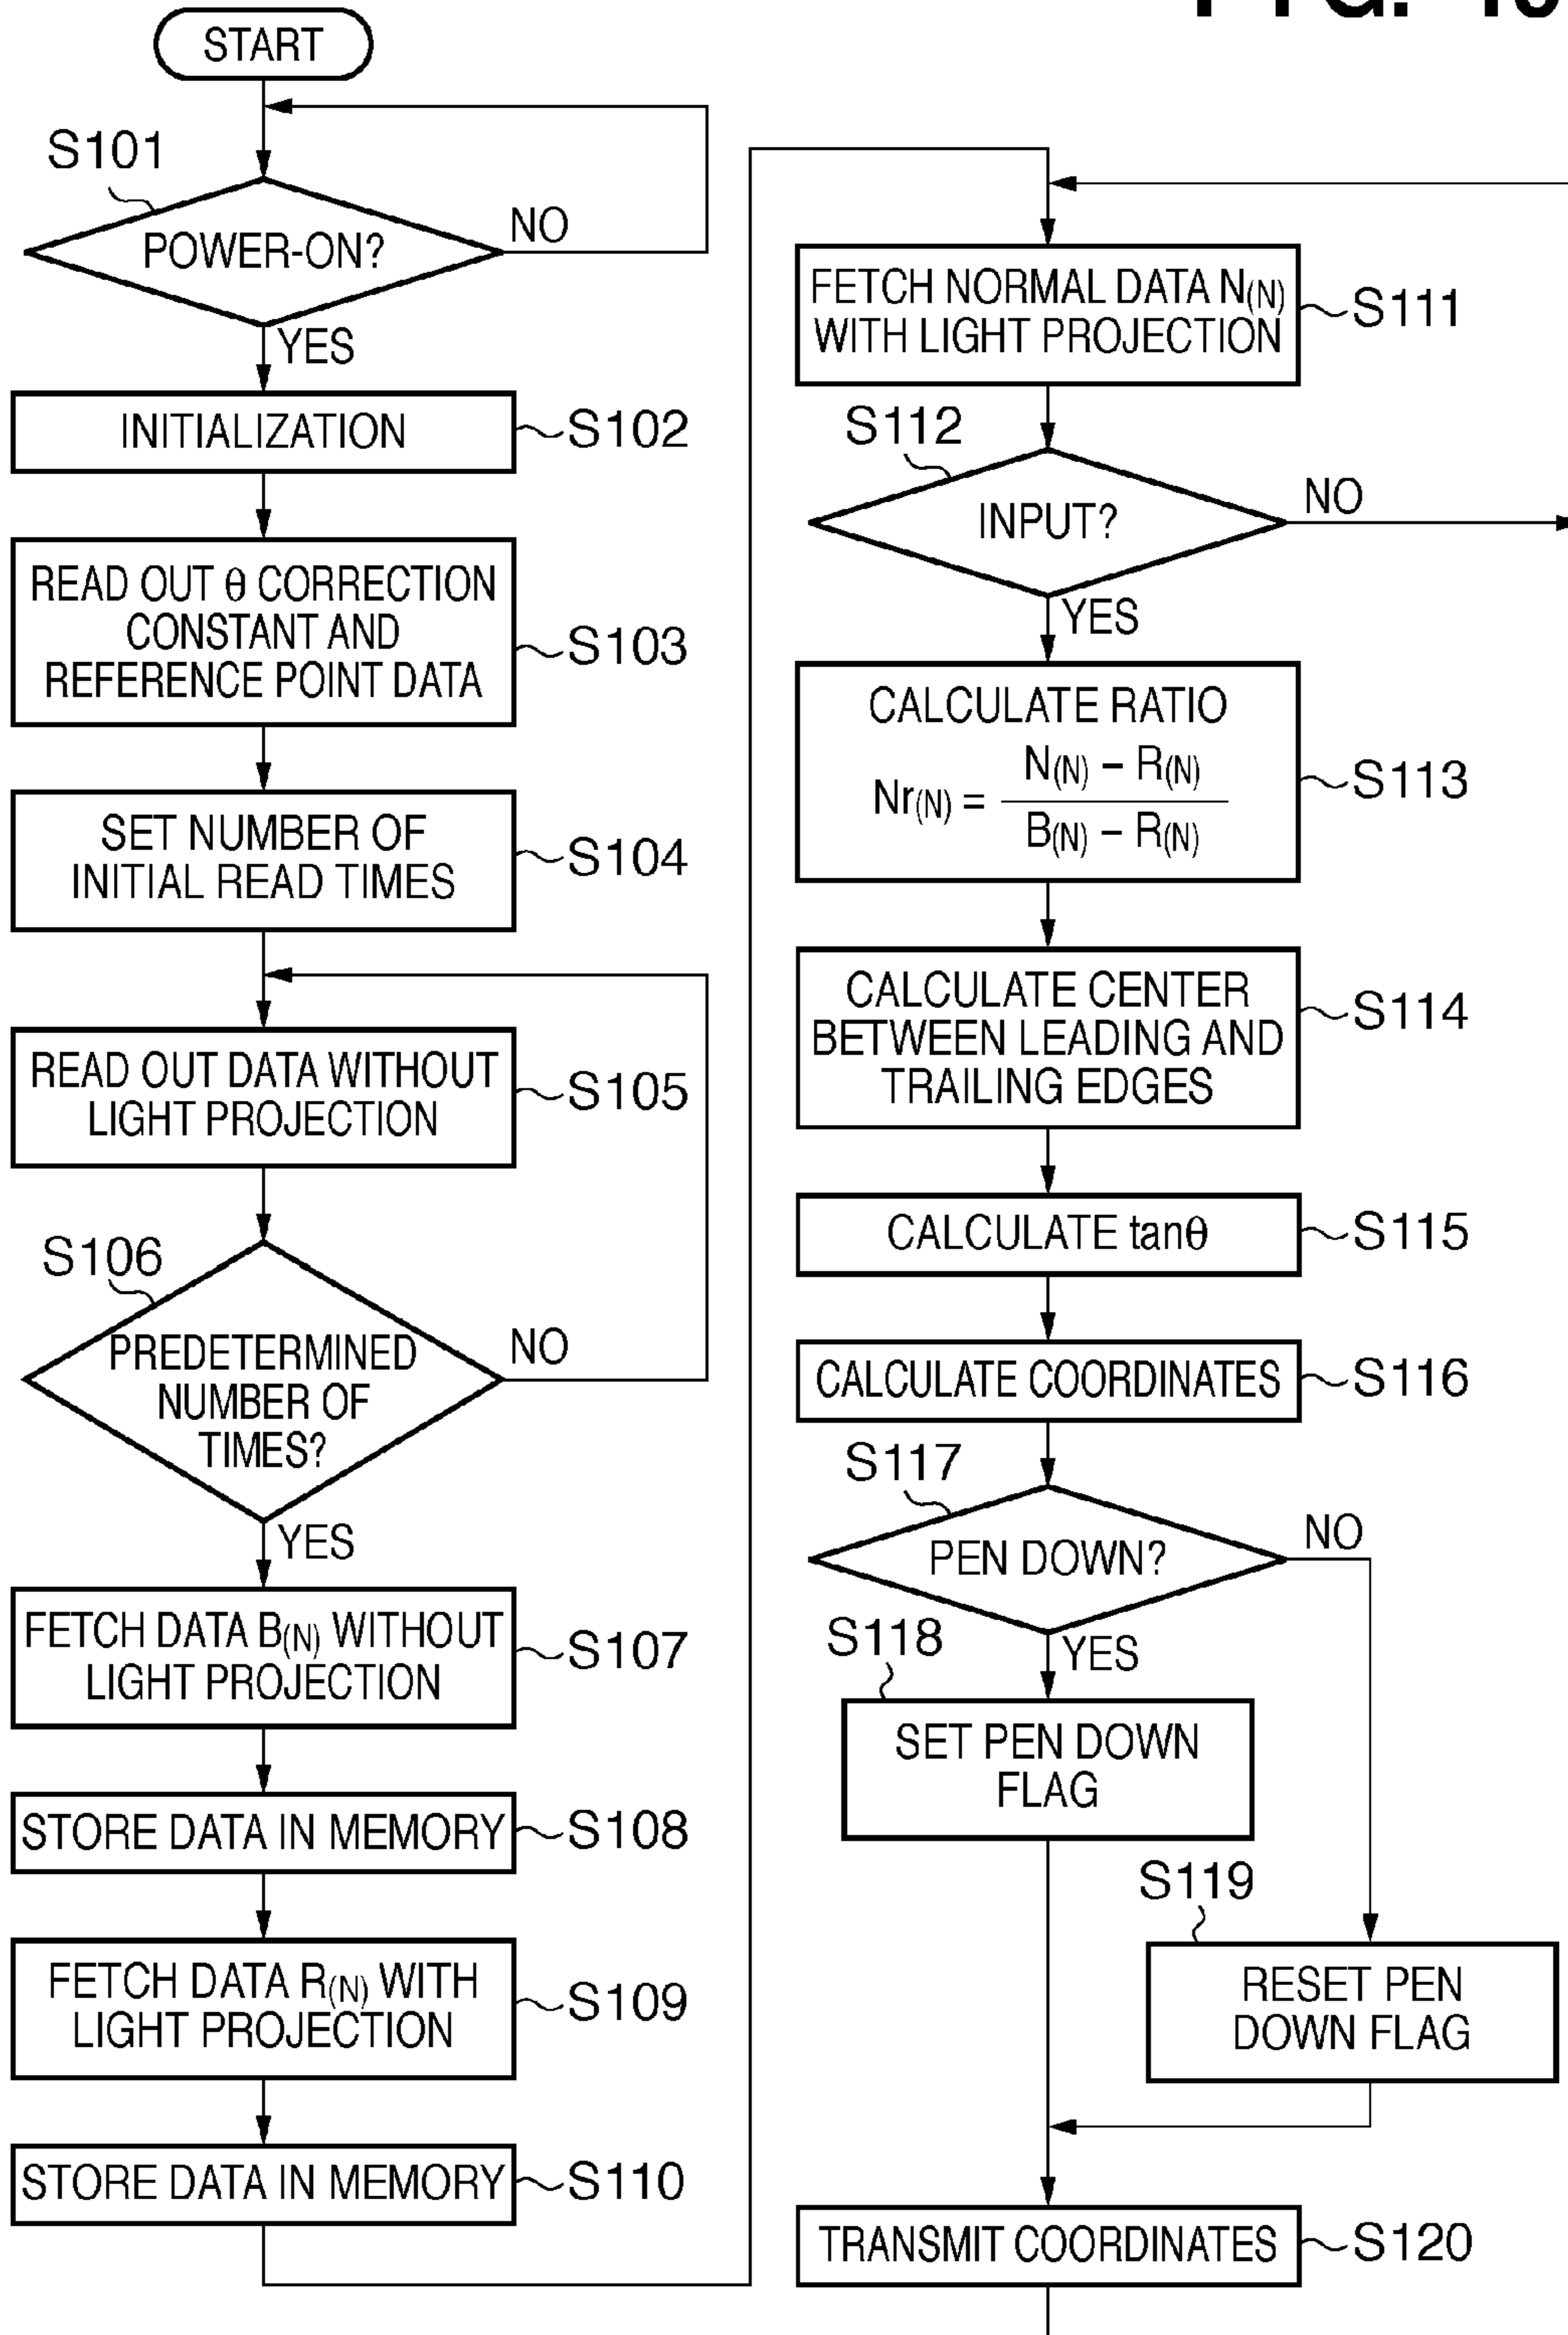 START
S101
POWER-ON?
NO
YES
INITIALIZATION
S102
READ OUT θ CORRECTION
CONSTANT AND
REFERENCE POINT DATA
S103
SET NUMBER OF
INITIAL READ TIMES
S104
READ OUT DATA WITHOUT
LIGHT PROJECTION
S105
S106
PREDETERMINED
NUMBER OF
TIMES?
NO
YES
FETCH DATA B(N) WITHOUT
LIGHT PROJECTION
S107
STORE DATA IN MEMORY
S108
FETCH DATA R(N) WITH
LIGHT PROJECTION
S109
STORE DATA IN MEMORY
S110
FETCH NORMAL DATA N(N)
WITH LIGHT PROJECTION
S111
S112
INPUT?
NO
YES
CALCULATE RATIO
Nr(N) =
N(N) – R(N)
B(N) – R(N)
S113
CALCULATE CENTER
BETWEEN LEADING AND
TRAILING EDGES
S114
CALCULATE tanθ
S115
CALCULATE COORDINATES
S116
S117
PEN DOWN?
NO
YES
S118
SET PEN DOWN
FLAG
S119
RESET PEN
DOWN FLAG
TRANSMIT COORDINATES
S120